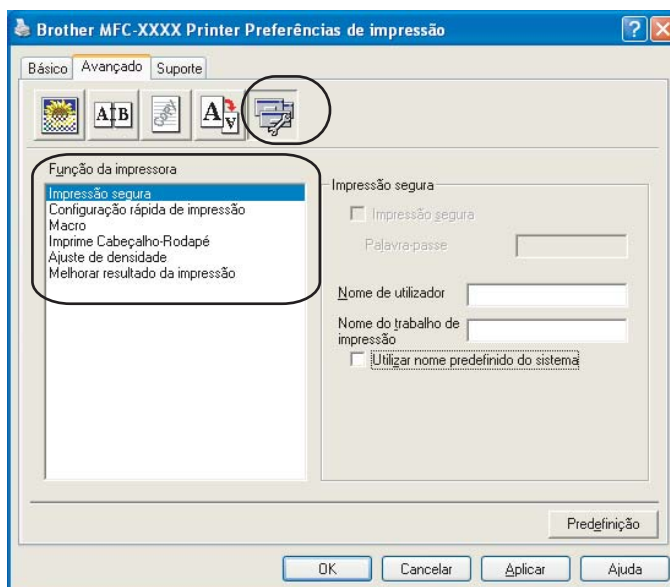 Brother MFC-XXXX Printer Preferências de impressão
Básico Avançado Suporte
Função da impressora
Impressão segura
Configuração rápida de impressão
Macro
Imprime Cabeçalho-Rodapé
Ajuste de densidade
Melhorar resultado da impressão
Impressão segura
Impressão segura
Palavra-passe
Nome de utilizador
Nome do trabalho de
impressão
Utilizar nome predefinido do sistema
Predefinição
OK Cancelar Aplicar Ajuda